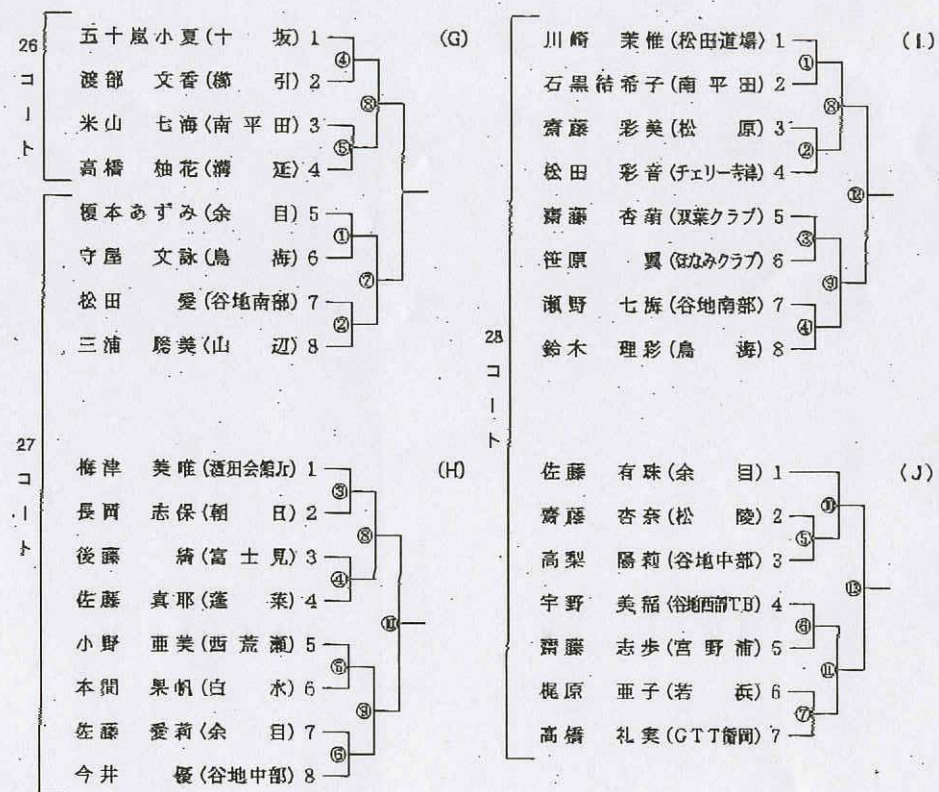 26コート
(G)
五十嵐小夏(十坂) 1
渡部文香(櫛引) 2
米山七海(南平田) 3
高橋柚花(溝延) 4
榎本あずみ(余目) 5
守屋文詠(鳥海) 6
松田愛(谷地南部) 7
三浦 美(山辺) 8
④
⑤
⑧
①
②
⑦
27コート
(H)
梅津美唯(酒田会館Jr) 1
長岡志保(朝日) 2
後藤 (富士見) 3
佐藤真耶(蓬莱) 4
小野亜美(西荒瀬) 5
本間果帆(白水) 6
佐藤愛莉(余目) 7
今井優(谷地中部) 8
③
④
⑧
⑤
⑥
⑨
⑩
28コート
(I)
川崎茉惟(松田道場) 1
石黒結希子(南平田) 2
齋藤彩美(松原) 3
松田彩音(チェリー寺津) 4
齋藤杏萌(双葉クラブ) 5
笹原翼(ほなみクラブ) 6
瀬野七海(谷地南部) 7
鈴木理彩(鳥海) 8
①
②
⑧
③
④
⑨
⑫
(J)
佐藤有珠(余目) 1
齋藤杏奈(松陵) 2
高梨陽莉(谷地中部) 3
宇野美稲(谷地西部T.B) 4
齋藤志歩(宮野浦) 5
梶原亜子(若浜) 6
高橋礼実(GTT鶴岡) 7
⑤
⑩
⑥
⑦
⑪
⑬